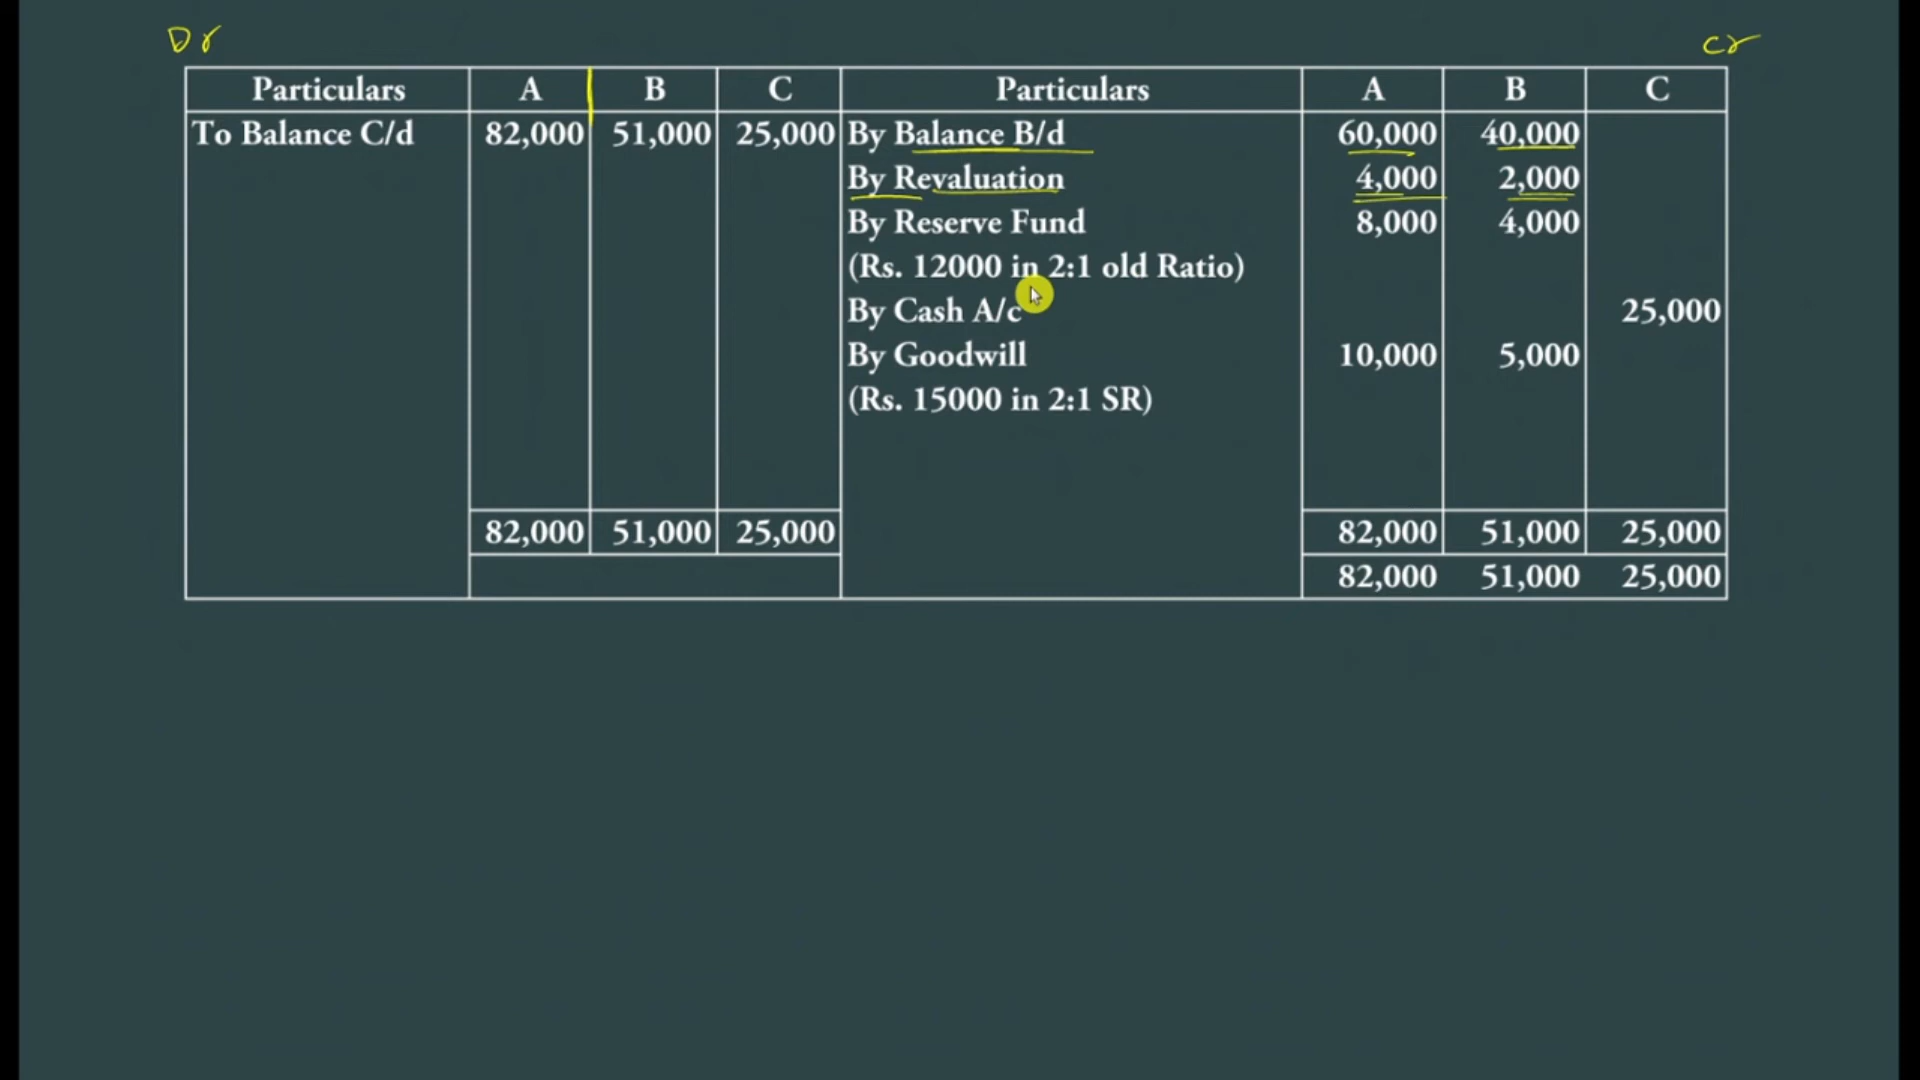 Dr Cr
Particulars A B C Particulars A B C
To Balance C/d 82,000 51,000 25,000 By Balance B/d 60,000 40,000
By Revaluation 4,000 2,000
By Reserve Fund 8,000 4,000
(Rs. 12000 in 2:1 old Ratio)
By Cash A/c 25,000
By Goodwill 10,000 5,000
(Rs. 15000 in 2:1 SR)
82,000 51,000 25,000 82,000 51,000 25,000
82,000 51,000 25,000